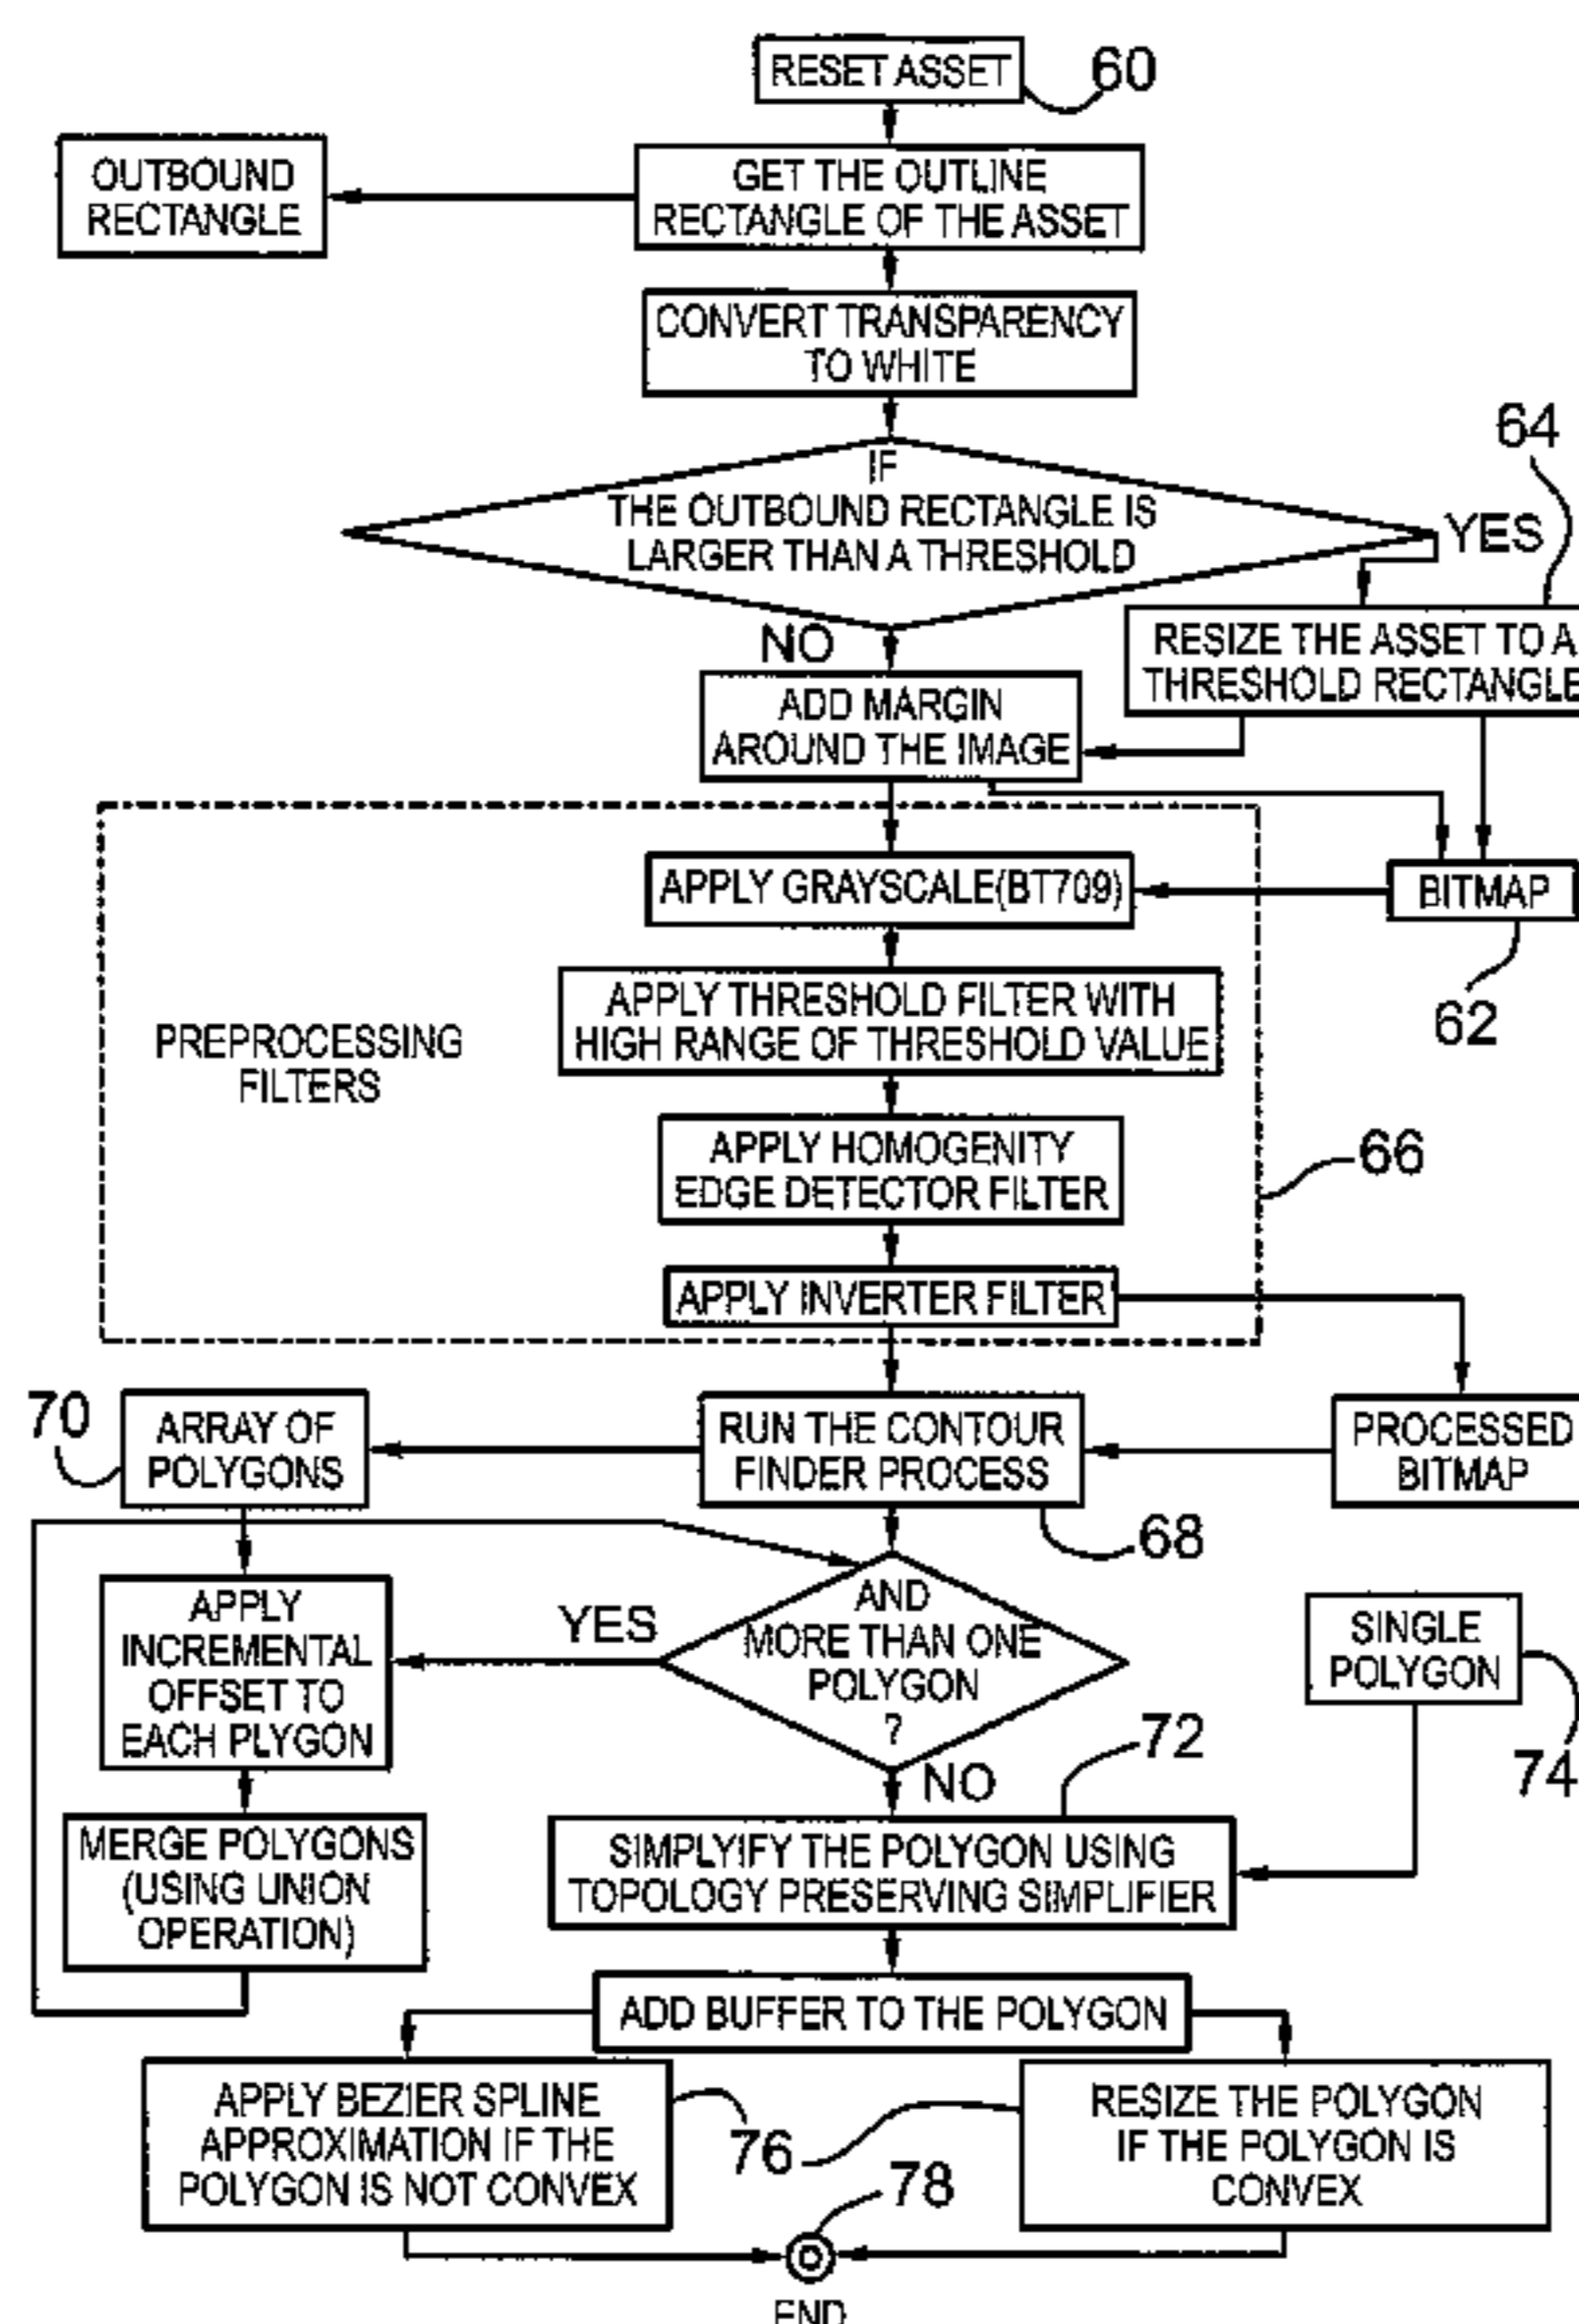 RESET ASSET
60
OUTBOUND
RECTANGLE
GET THE OUTLINE
RECTANGLE OF THE ASSET
CONVERT TRANSPARENCY
TO WHITE
64
IF
THE OUTBOUND RECTANGLE IS
LARGER THAN A THRESHOLD
YES
NO
RESIZE THE ASSET TO A
THRESHOLD RECTANGLE
ADD MARGIN
AROUND THE IMAGE
APPLY GRAYSCALE(BT709)
BITMAP
62
APPLY THRESHOLD FILTER WITH
HIGH RANGE OF THRESHOLD VALUE
PREPROCESSING
FILTERS
APPLY HOMOGENITY
EDGE DETECTOR FILTER
66
APPLY INVERTER FILTER
70
ARRAY OF
POLYGONS
RUN THE CONTOUR
FINDER PROCESS
PROCESSED
BITMAP
68
APPLY
INCREMENTAL
OFFSET TO
EACH PLYGON
YES
AND
MORE THAN ONE
POLYGON
?
SINGLE
POLYGON
74
72
NO
MERGE POLYGONS
(USING UNION
OPERATION)
SIMPLYIFY THE POLYGON USING
TOPOLOGY PRESERVING SIMPLIFIER
ADD BUFFER TO THE POLYGON
APPLY BEZIER SPLINE
APPROXIMATION IF THE
POLYGON IS NOT CONVEX
76
RESIZE THE POLYGON
IF THE POLYGON IS
CONVEX
78
END